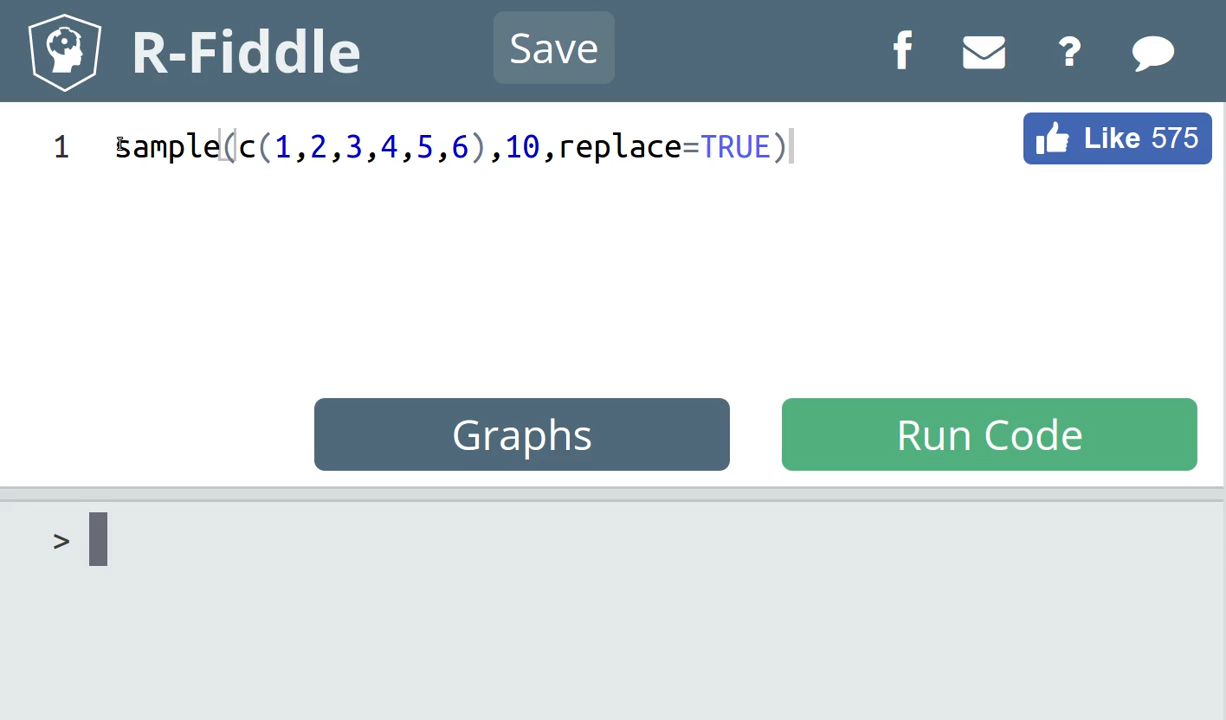 R-Fiddle Save f ?
1 sample(c(1,2,3,4,5,6),10,replace=TRUE)
Like 575
Graphs Run Code
>